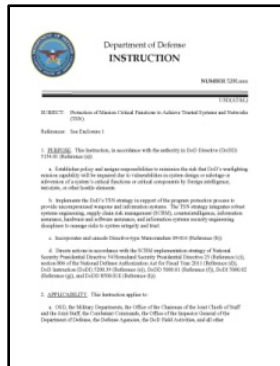 Department of Defense
INSTRUCTION
NUMBER 5200.xxxx
USD(AT&L)
SUBJECT: Protection of Mission Critical Functions to Achieve Trusted Systems and Networks
(TSN)
References: See Enclosure 1
1. PURPOSE. This Instruction, in accordance with the authority in DoD Directive (DoDD)
5134.01 (Reference (a)):
a. Establishes policy and assigns responsibilities to minimize the risk that DoD's warfighting
mission capability will be impaired due to vulnerabilities in system design or sabotage or
subversion of a system's critical functions or critical components by foreign intelligence,
terrorists, or other hostile elements.
b. Implements the DoD's TSN strategy in support of the program protection process to
provide uncompromised weapons and information systems. The TSN strategy integrates robust
systems engineering, supply chain risk management (SCRM), counterintelligence, information
assurance, hardware and software assurance, and information systems security engineering
disciplines to manage risks to system integrity and trust.
c. Incorporates and cancels Directive-Type Memorandum 09-016 (Reference (b)).
d. Directs actions in accordance with the SCRM implementation strategy of National
Security Presidential Directive 54/Homeland Security Presidential Directive 23 (Reference (c)),
section 806 of the National Defense Authorization Act for Fiscal Year 2011 (Reference (d)),
DoD Instruction (DoDI) 5200.39 (Reference (e)), DoDD 5000.01 (Reference (f)), DoDI 5000.02
(Reference (g)), and DoDD 8500.01E (Reference (h)).
2. APPLICABILITY. This Instruction applies to:
a. OSD, the Military Departments, the Office of the Chairman of the Joint Chiefs of Staff
and the Joint Staff, the Combatant Commands, the Office of the Inspector General of the
Department of Defense, the Defense Agencies, the DoD Field Activities, and all other